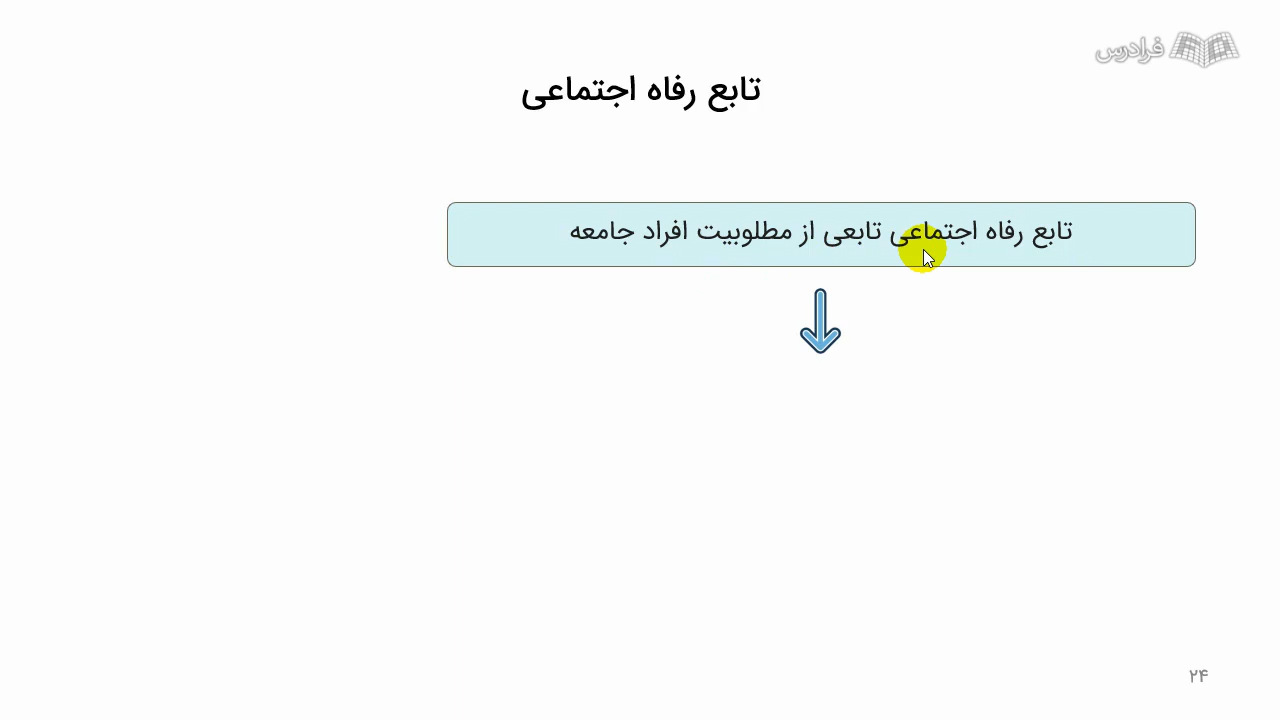 فرادرس
تابع رفاه اجتماعی
تابع رفاه اجتماعی تابعی از مطلوبیت افراد جامعه
۲۴